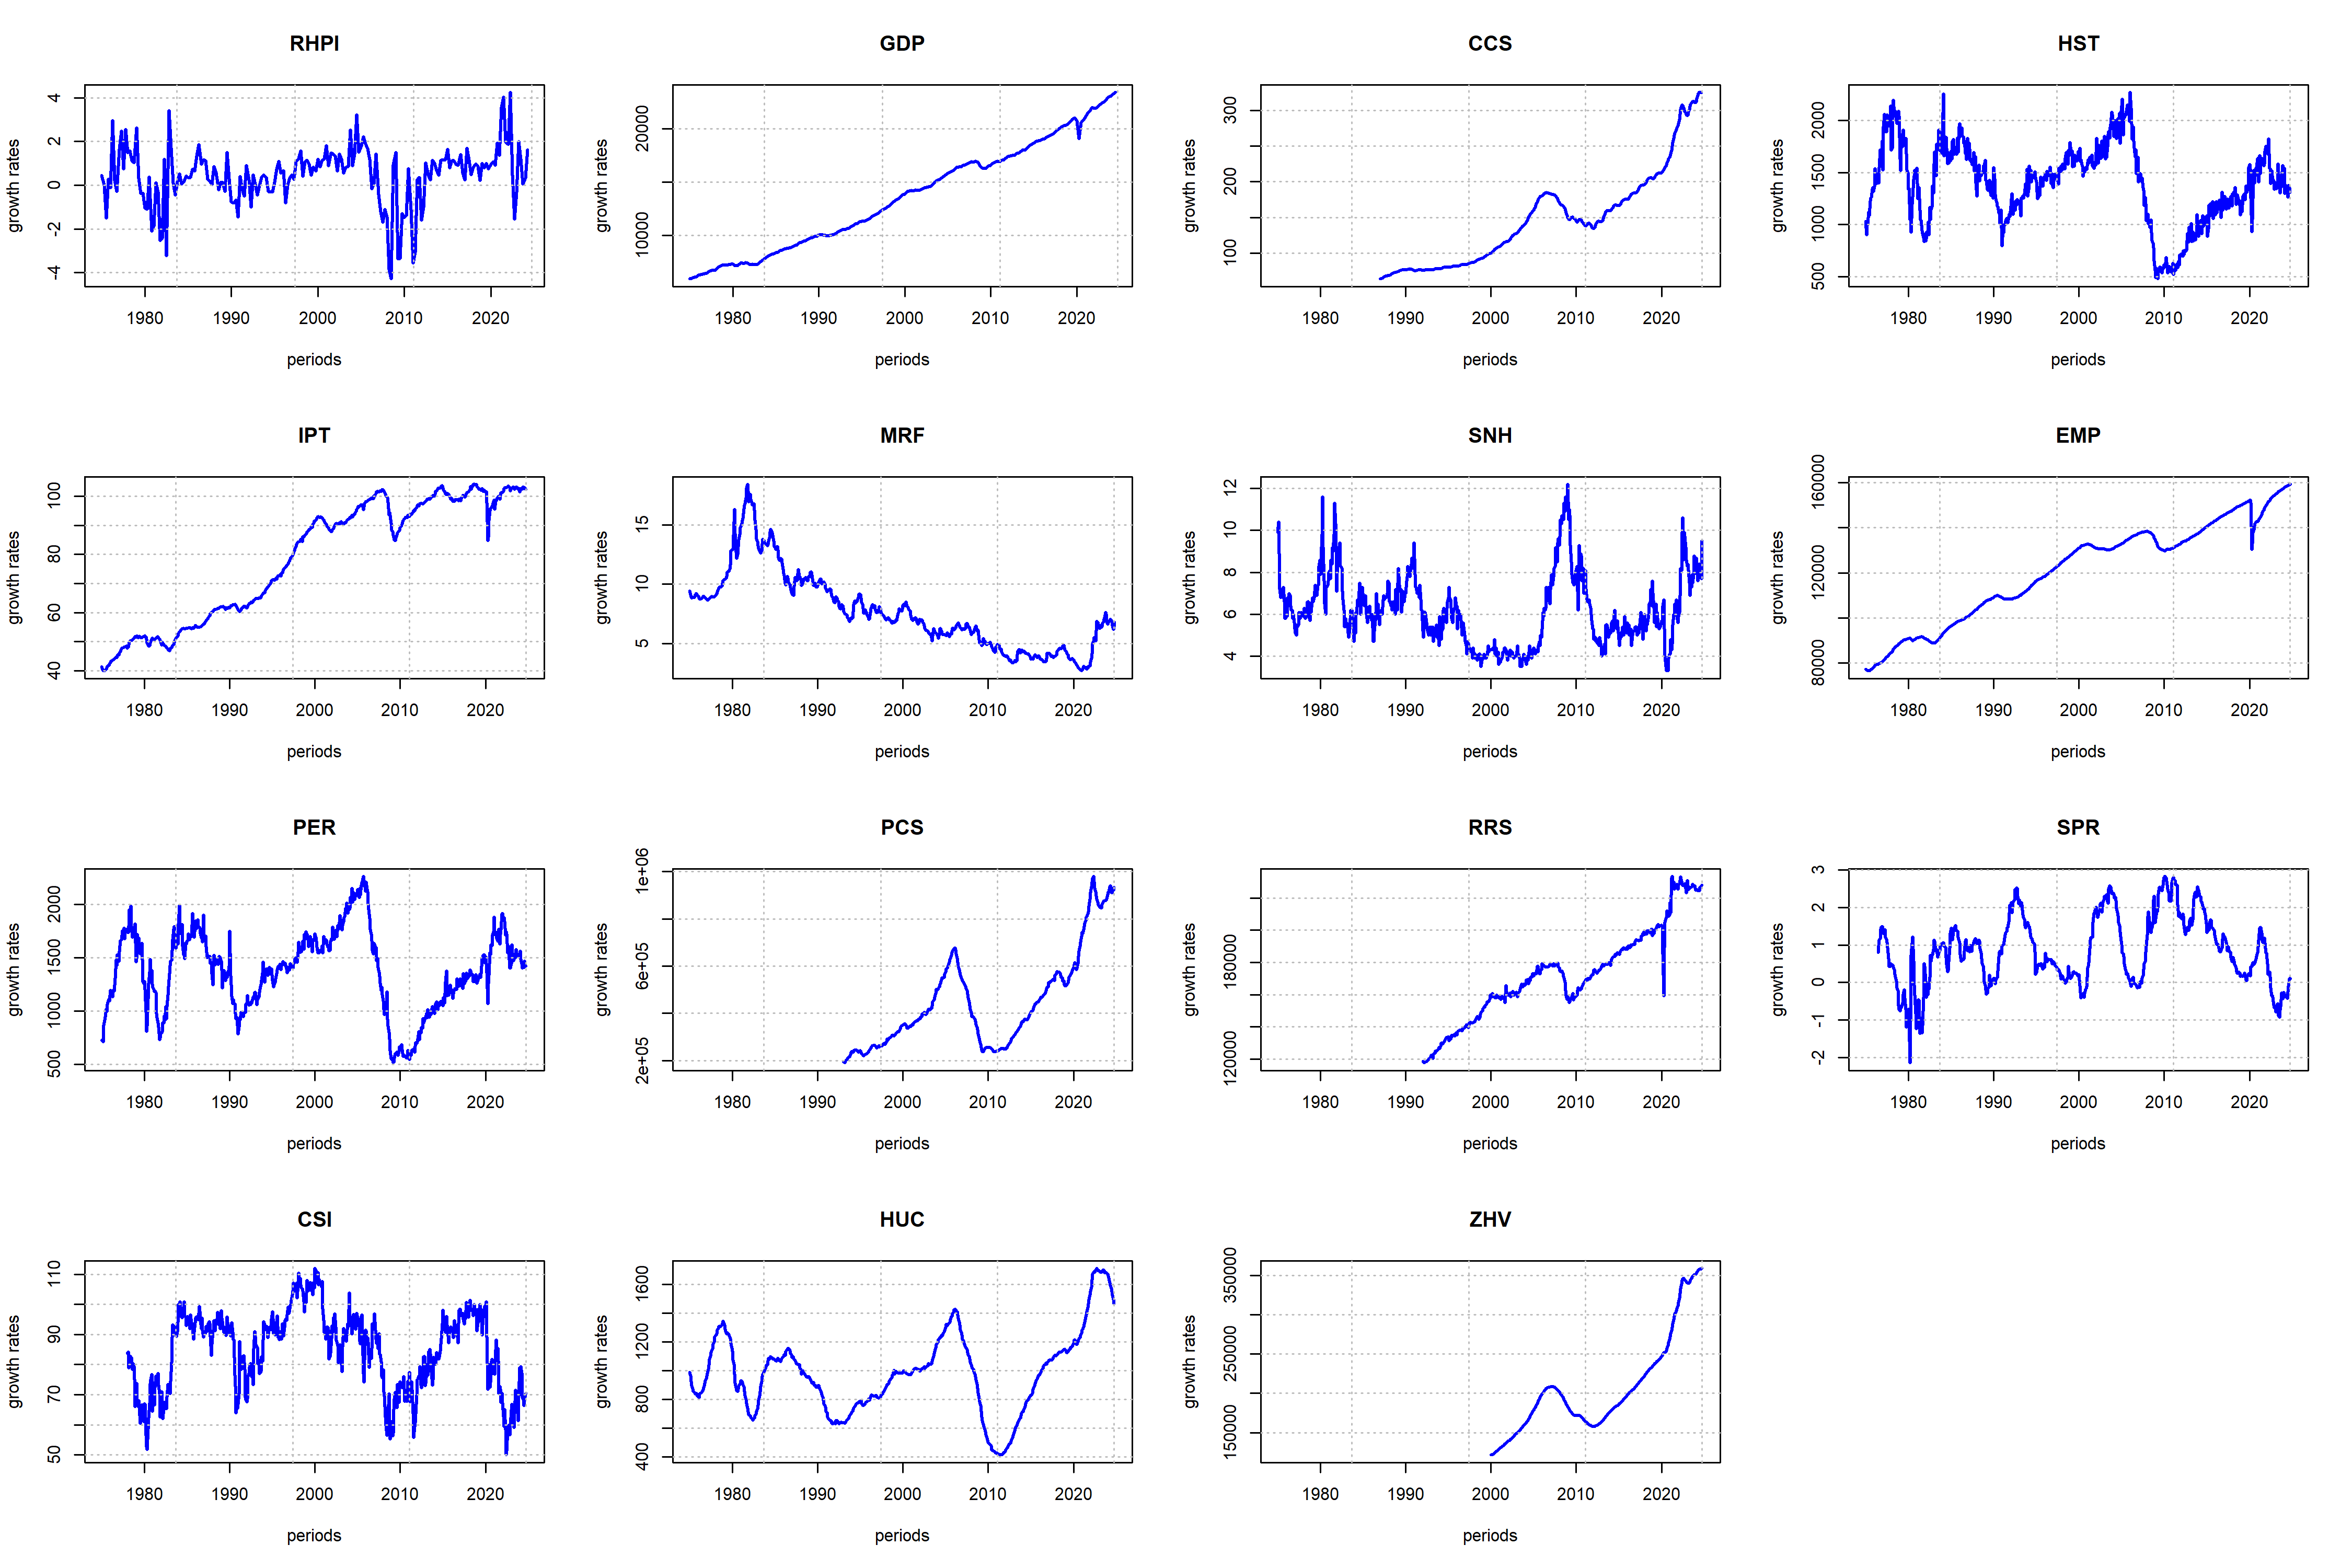 RHPI GDP CCS HST
growth rates growth rates growth rates growth rates
4 2 0 -2 -4
20000 10000
300 200 100
2000 1500 1000 500
1980 1990 2000 2010 2020 1980 1990 2000 2010 2020 1980 1990 2000 2010 2020 1980 1990 2000 2010 2020
periods periods periods periods
IPT MRF SNH EMP
growth rates growth rates growth rates growth rates
100 80 60 40
15 10 5
12 10 8 6 4
160000 120000 80000
1980 1990 2000 2010 2020 1980 1990 2000 2010 2020 1980 1990 2000 2010 2020 1980 1990 2000 2010 2020
periods periods periods periods
PER PCS RRS SPR
growth rates growth rates growth rates growth rates
2000 1500 1000 500
1e+06 6e+05 2e+05
180000 120000
3 2 1 0 -1 -2
1980 1990 2000 2010 2020 1980 1990 2000 2010 2020 1980 1990 2000 2010 2020 1980 1990 2000 2010 2020
periods periods periods periods
CSI HUC ZHV
growth rates growth rates growth rates
110 90 70 50
1600 1200 800 400
350000 250000 150000
1980 1990 2000 2010 2020 1980 1990 2000 2010 2020 1980 1990 2000 2010 2020
periods periods periods